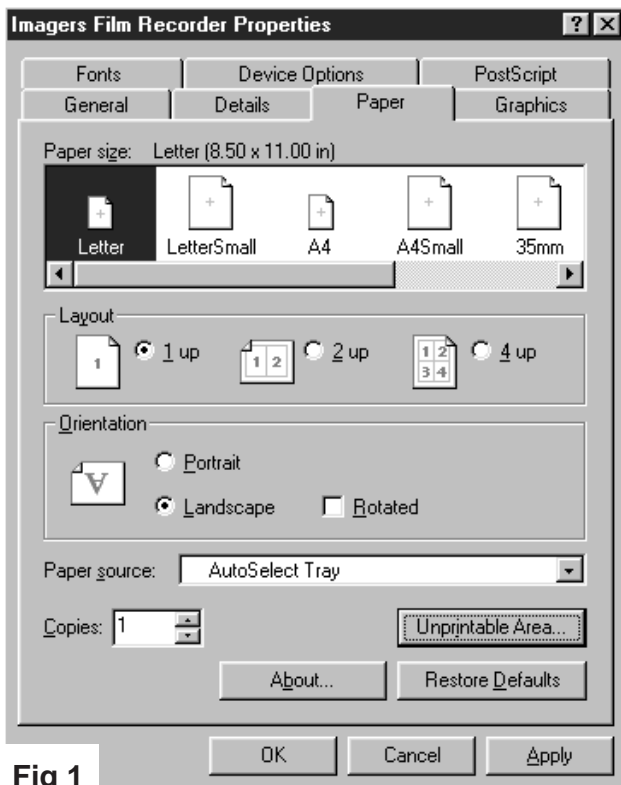 Imagers Film Recorder Properties ? ×
Fonts Device Options PostScript
General Details Paper Graphics
Paper size: Letter (8.50 x 11.00 in)
Letter LetterSmall A4 A4Small 35mm
Layout
1 1 up 1 2 2 up 1 2 3 4 4 up
Orientation
A
Portrait
Landscape Rotated
Paper source: AutoSelect Tray
Copies: 1 Unprintable Area...
About... Restore Defaults
OK Cancel Apply
Fig 1